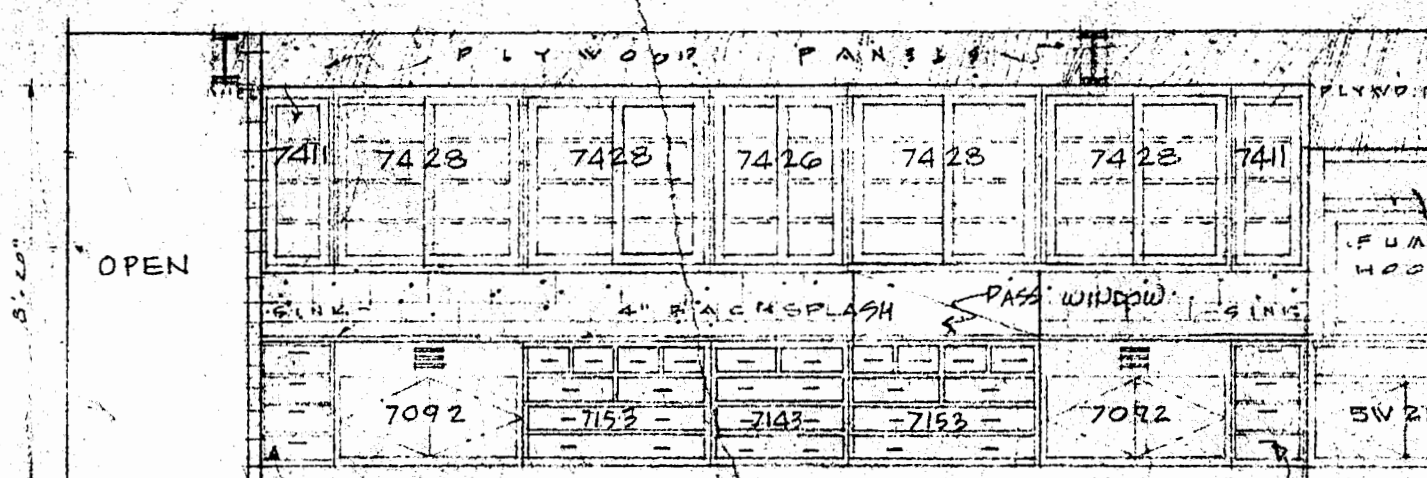 PLYWOOD PANELS
STEEL
7411 7428 7428 7426 7428 7428 7411
OPEN
SINK 4" BACKSPLASH PASS WINDOW SINK
7092 7153 7143 7153 7092